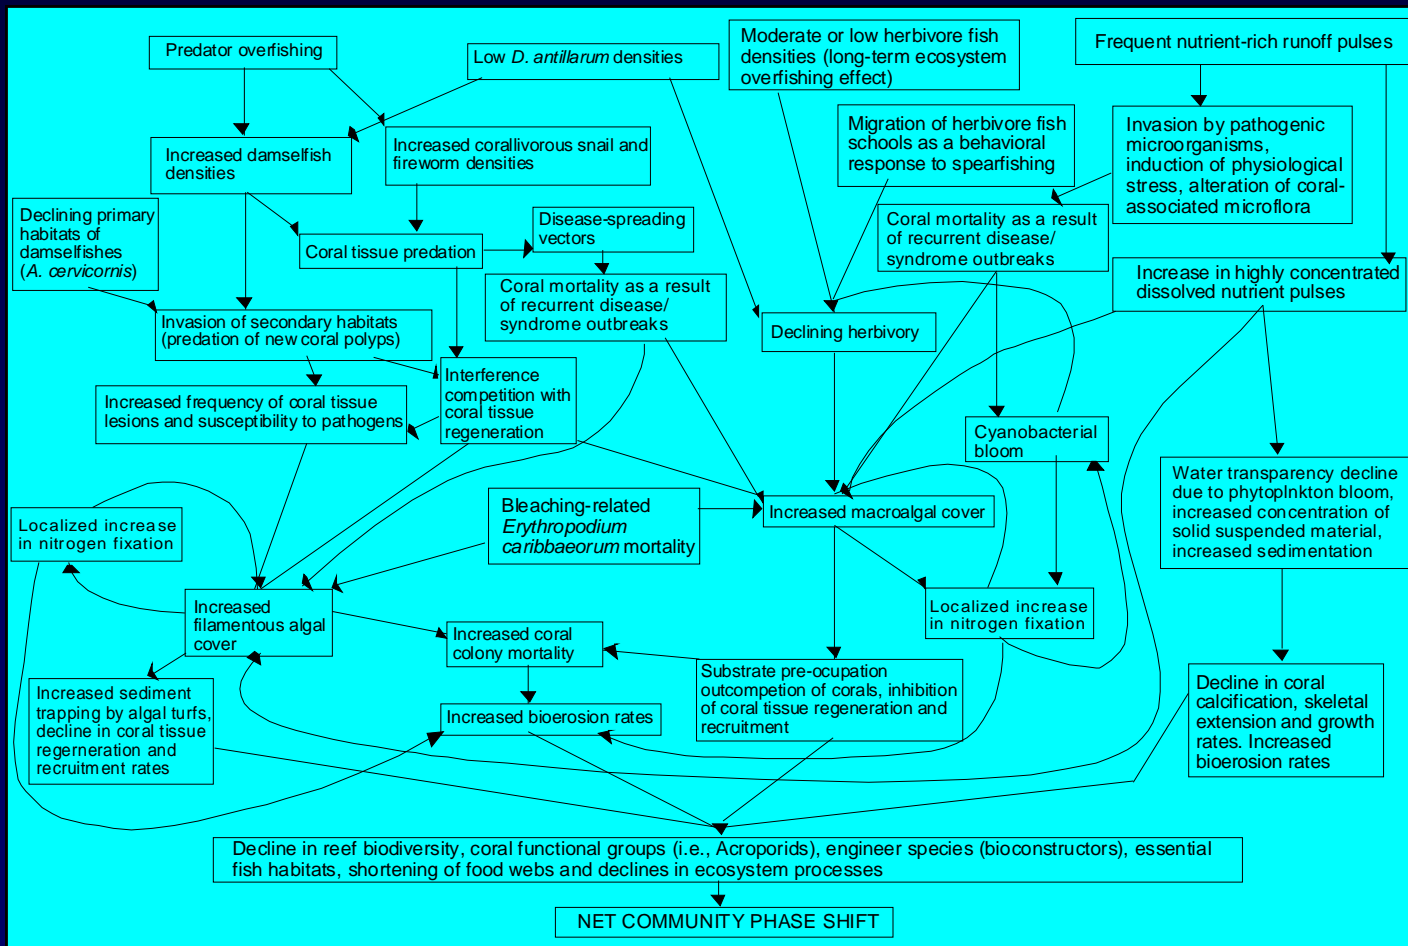 Predator overfishing
Low D. antillarum densities
Moderate or low herbivore fish
densities (long-term ecosystem
overfishing effect)
Frequent nutrient-rich runoff pulses
Increased damselfish
densities
Increased corallivorous snail and
fireworm densities
Migration of herbivore fish
schools as a behavioral
response to spearfishing
Invasion by pathogenic
microorganisms,
induction of physiological
stress, alteration of coral-
associated microflora
Declining primary
habitats of
damselfishes
(A. cervicornis)
Coral tissue predation
Disease-spreading
vectors
Coral mortality as a result
of recurrent disease/
syndrome outbreaks
Increase in highly concentrated
dissolved nutrient pulses
Coral mortality as a result
of recurrent disease/
syndrome outbreaks
Invasion of secondary habitats
(predation of new coral polyps)
Declining herbivory
Interference
competition with
coral tissue
regeneration
Increased frequency of coral tissue
lesions and susceptibility to pathogens
Cyanobacterial
bloom
Water transparency decline
due to phytoplnkton bloom,
increased concentration of
solid suspended material,
increased sedimentation
Localized increase
in nitrogen fixation
Bleaching-related
Erythropodium
caribbaeorum mortality
Increased macroalgal cover
Increased
filamentous algal
cover
Increased coral
colony mortality
Localized increase
in nitrogen fixation
Increased sediment
trapping by algal turfs,
decline in coral tissue
regerneration and
recruitment rates
Increased bioerosion rates
Substrate pre-ocupation
outcompetion of corals, inhibition
of coral tissue regeneration and
recruitment
Decline in coral
calcification, skeletal
extension and growth
rates. Increased
bioerosion rates
Decline in reef biodiversity, coral functional groups (i.e., Acroporids), engineer species (bioconstructors), essential
fish habitats, shortening of food webs and declines in ecosystem processes
NET COMMUNITY PHASE SHIFT